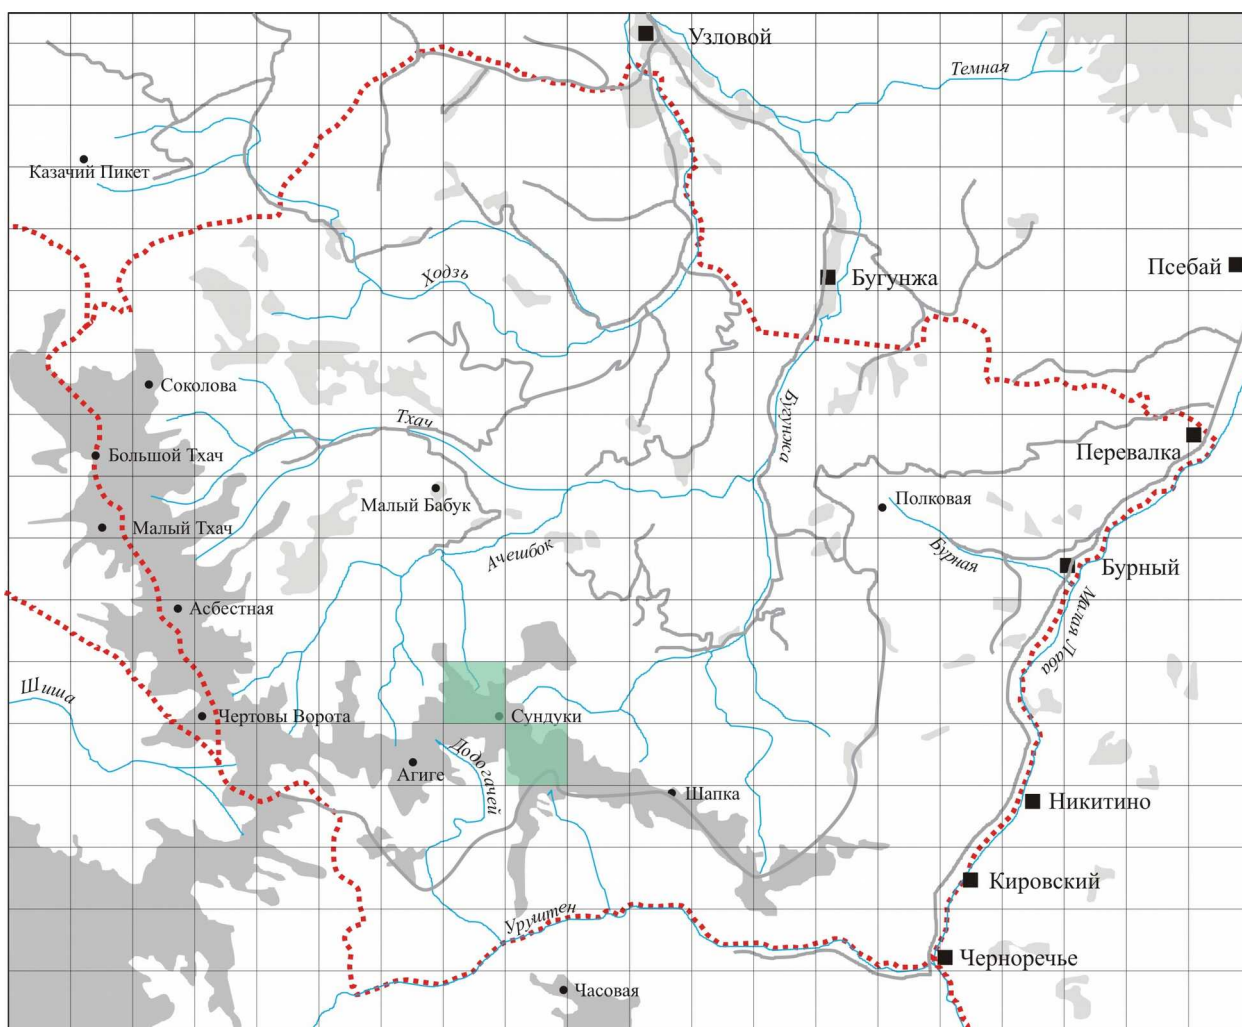 Узловой
Темная
Казачий Пикет
Псебай
Ходзь
Бугунжа
Соколова
Бугунжа
Тхач
Большой Тхач
Перевалка
Малый Бабук
Полковая
Малый Тхач
Ачешбок
Бурная
Бурный
Асбестная
Малая Лаба
Шиша
Чертовы Ворота
Сундуки
Додогачей
Агиге
Шапка
Никитино
Кировский
Уруштен
Черноречье
Часовая